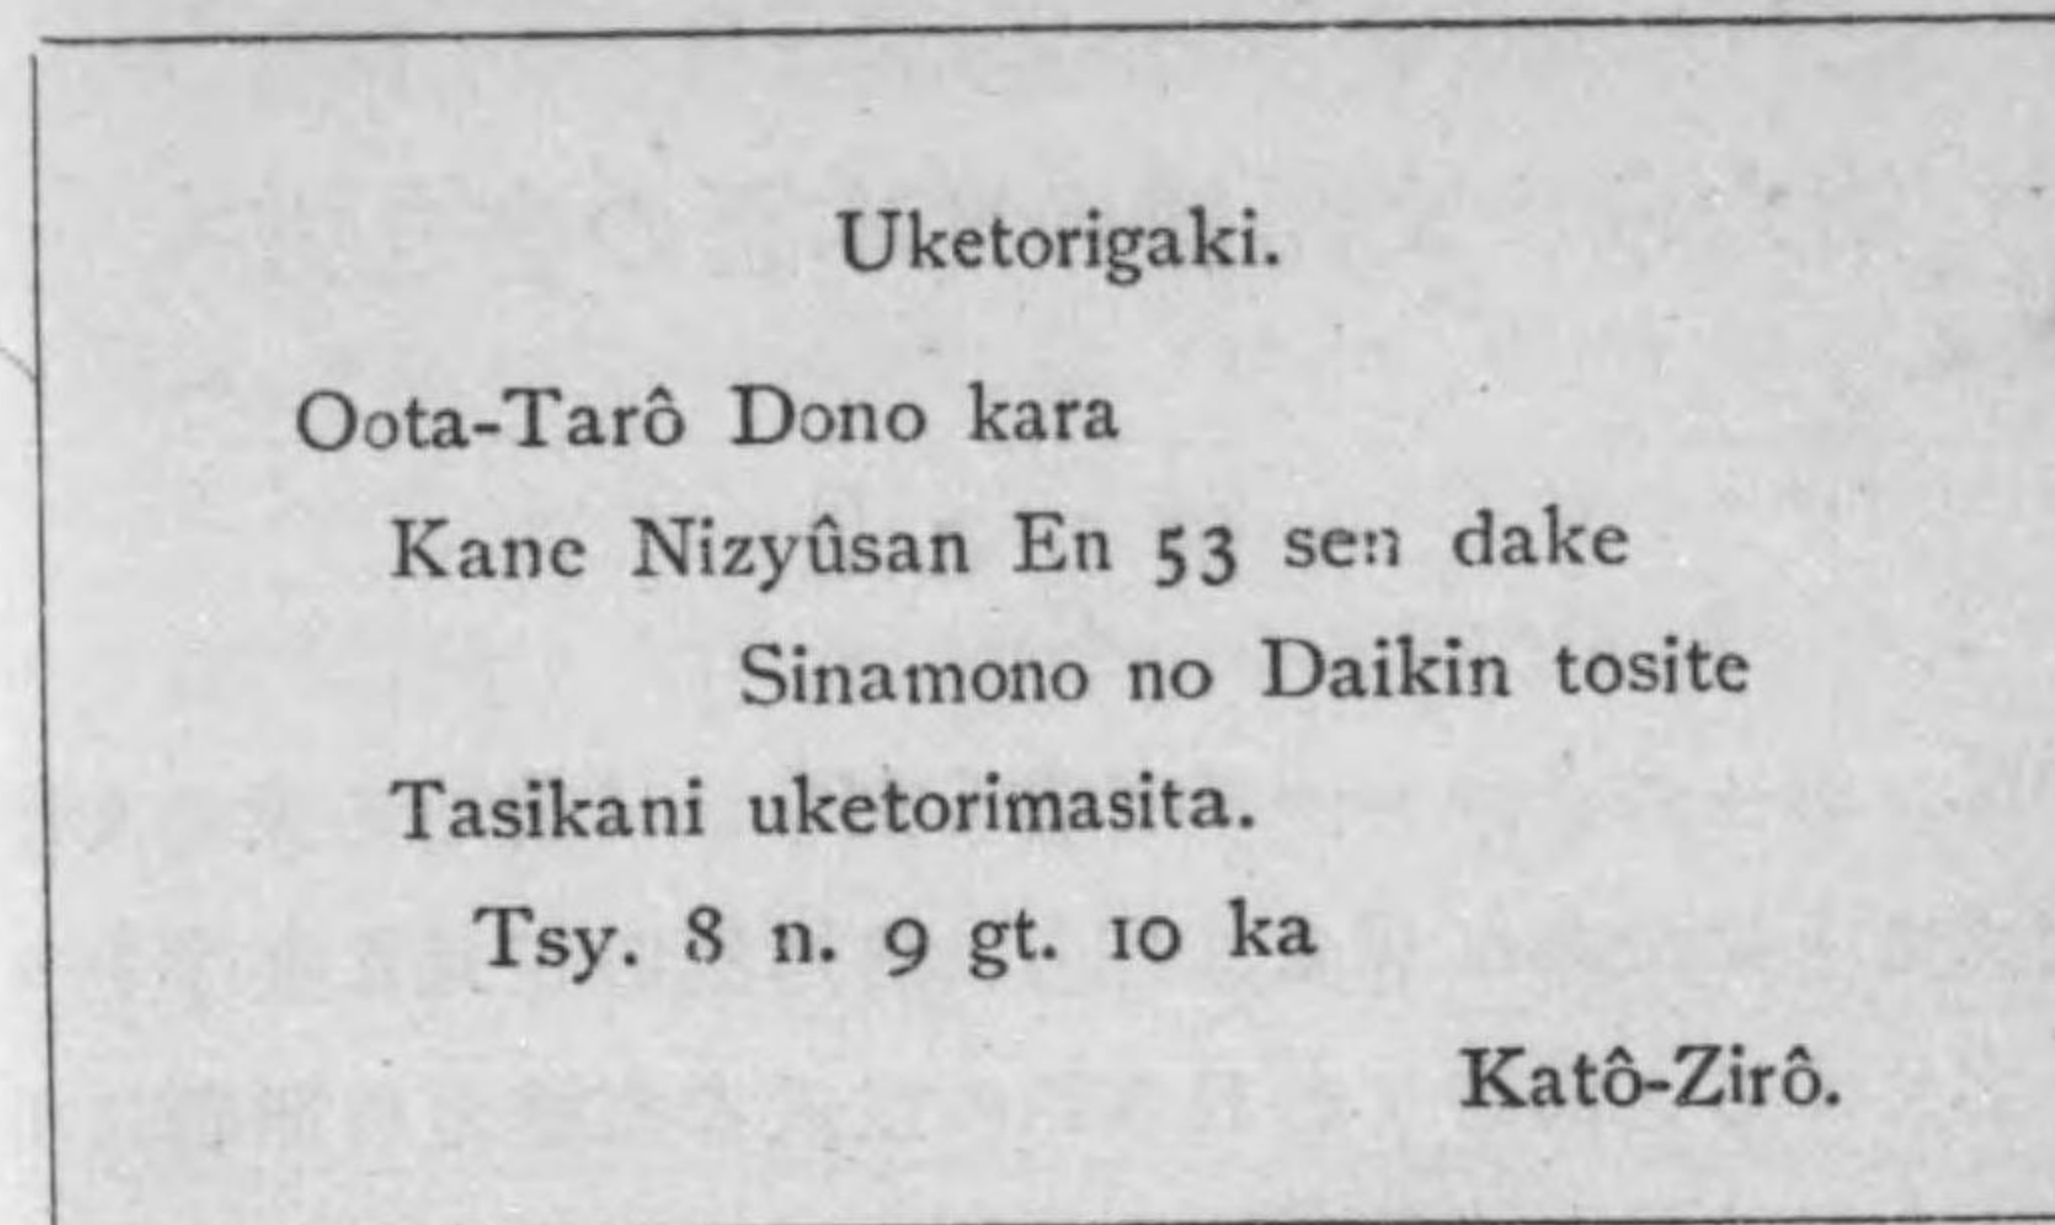 Uketorigaki.
Oota-Tarô Dono kara
Kane Nizyûsan En 53 sen dake
Sinamono no Daikin tosite
Tasikani uketorimasita.
Tsy. 8 n. 9 gt. 10 ka
Katô-Zirô.